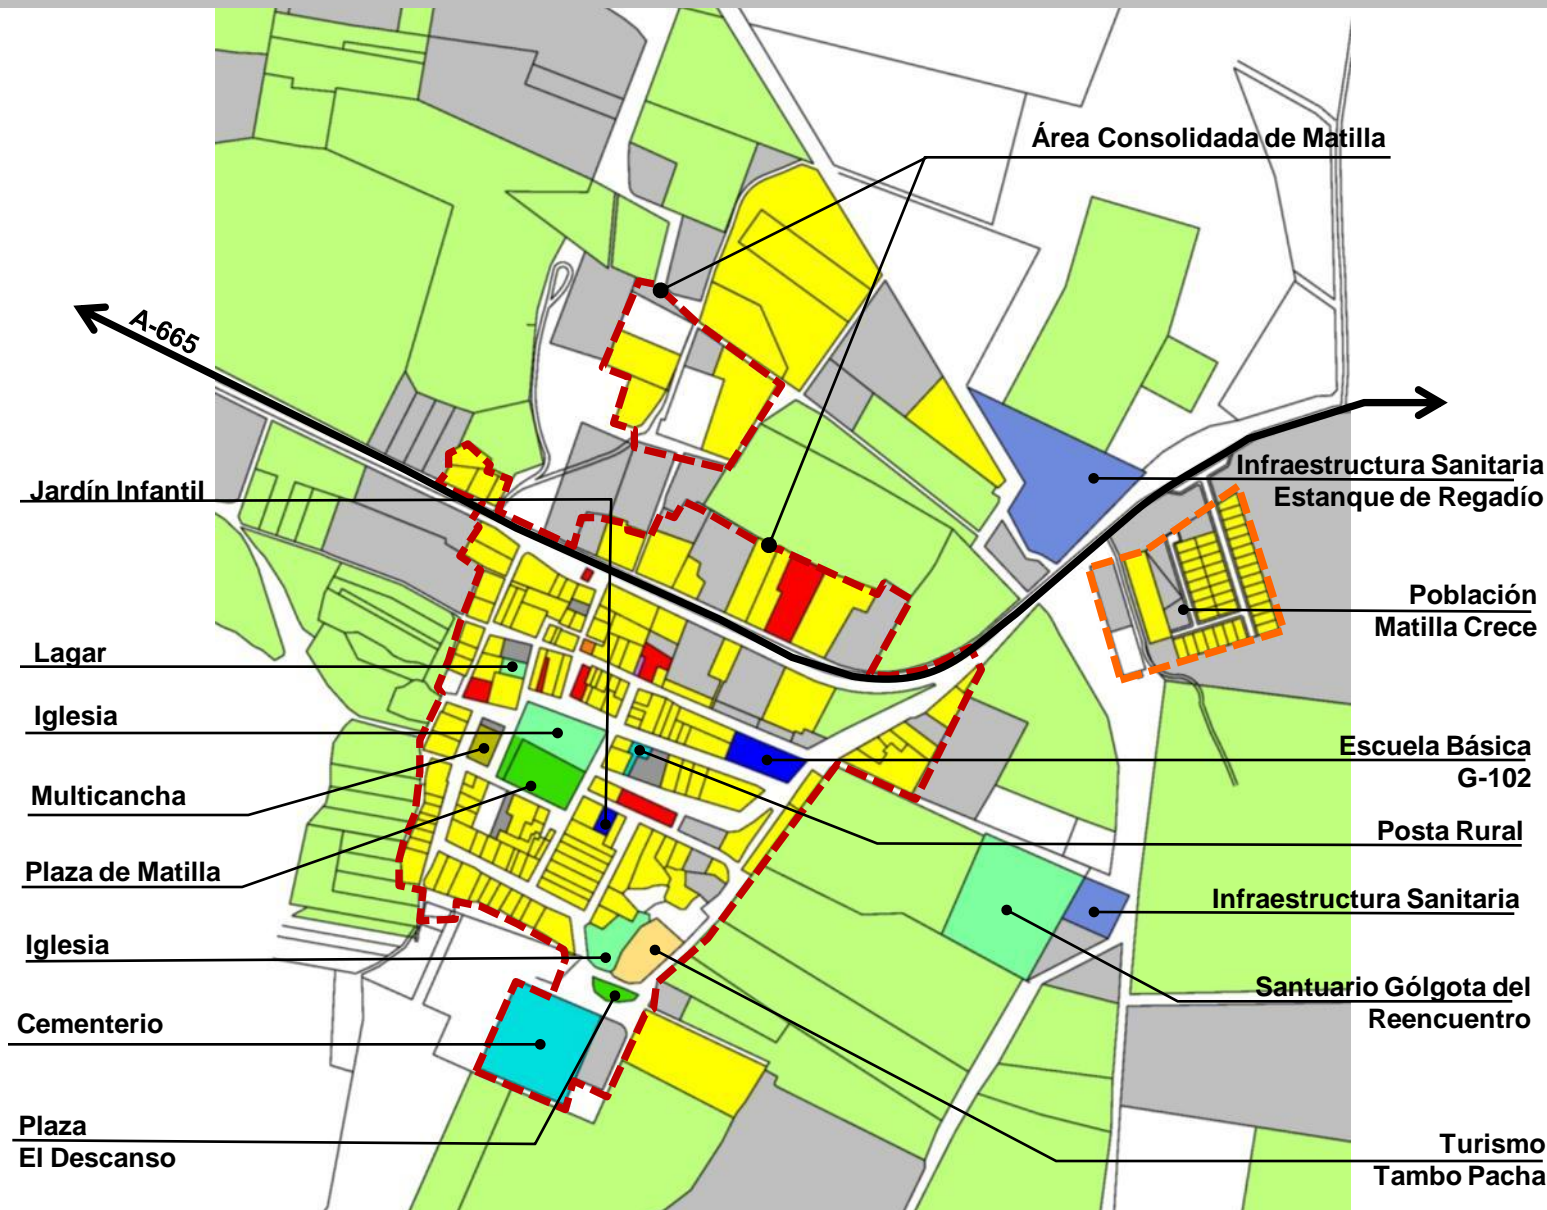 Área Consolidada de Matilla
A-665
Jardín Infantil
Infraestructura Sanitaria
Estanque de Regadío
Población
Matilla Crece
Lagar
Iglesia
Escuela Básica
G-102
Multicancha
Posta Rural
Plaza de Matilla
Infraestructura Sanitaria
Iglesia
Santuario Gólgota del
Reencuentro
Cementerio
Plaza
El Descanso
Turismo
Tambo Pacha